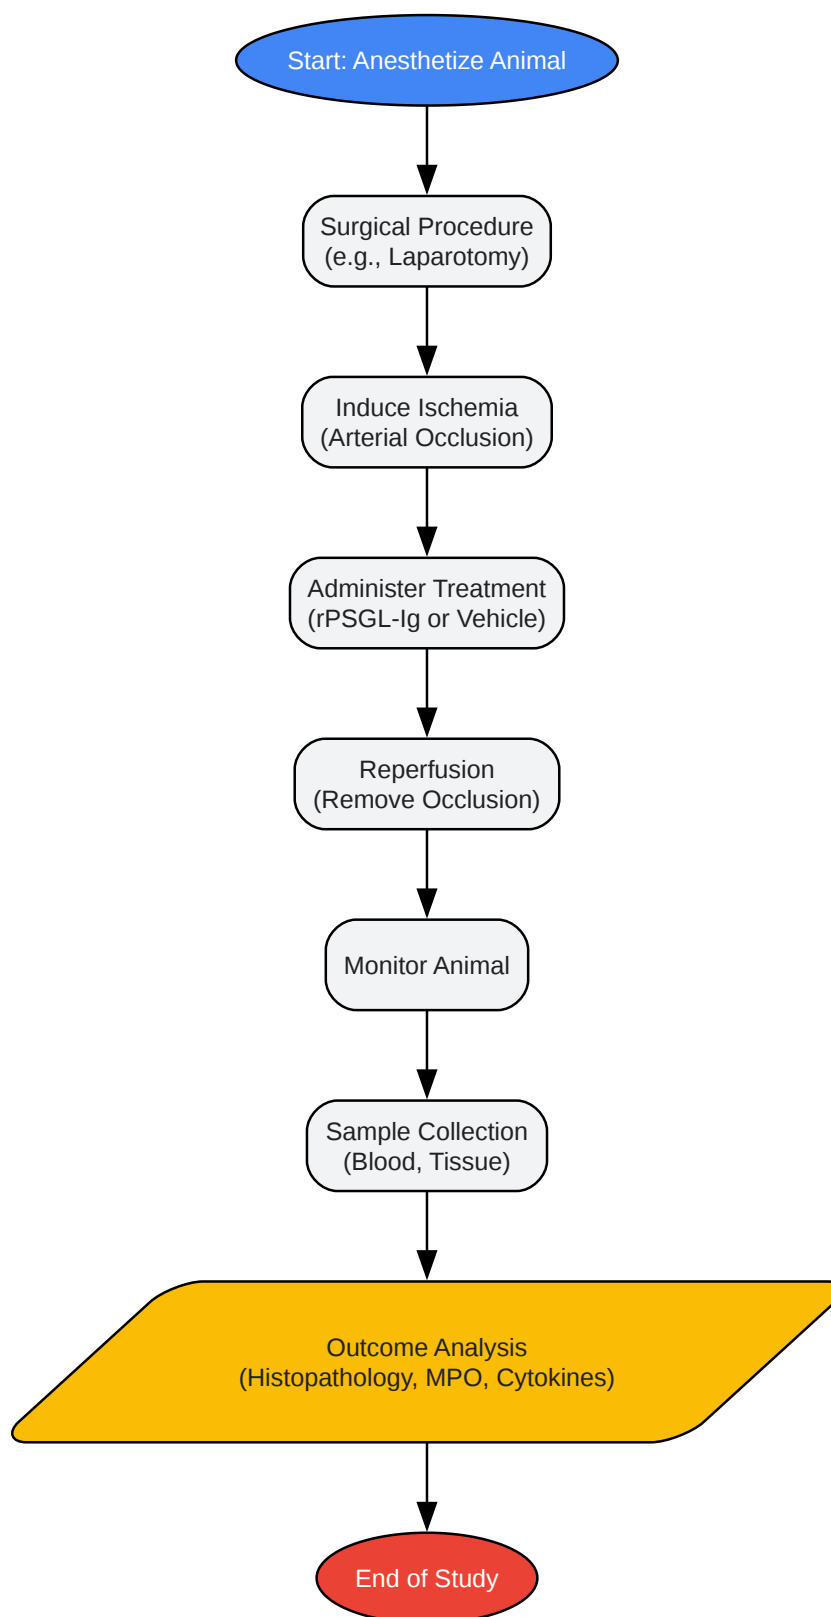 Start: Anesthetize Animal
Surgical Procedure
(e.g., Laparotomy)
Induce Ischemia
(Arterial Occlusion)
Administer Treatment
(rPSGL-Ig or Vehicle)
Reperfusion
(Remove Occlusion)
Monitor Animal
Sample Collection
(Blood, Tissue)
Outcome Analysis
(Histopathology, MPO, Cytokines)
End of Study